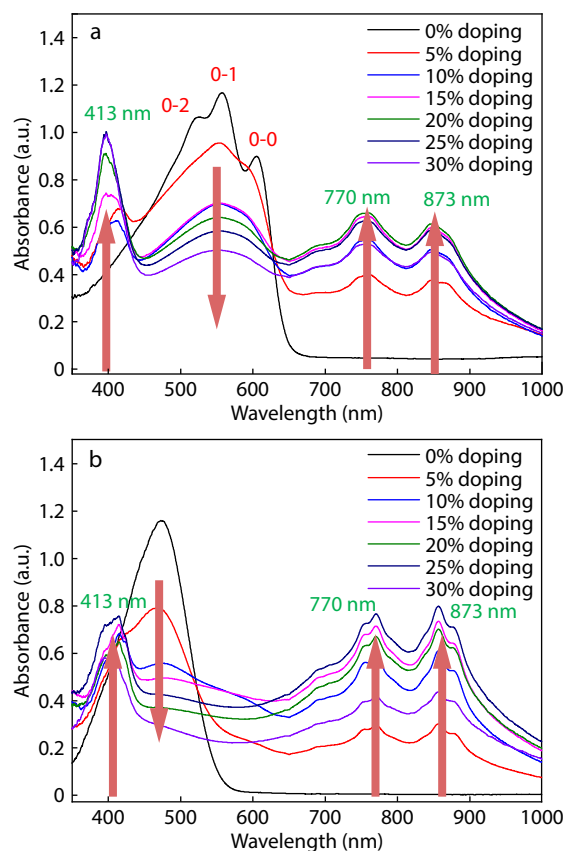 a
0% doping
5% doping
10% doping
15% doping
20% doping
25% doping
30% doping
413 nm
0-2
0-1
0-0
770 nm
873 nm
1.4
1.2
1.0
0.8
0.6
0.4
0.2
0
Absorbance (a.u.)
400 500 600 700 800 900 1000
Wavelength (nm)
b
0% doping
5% doping
10% doping
15% doping
20% doping
25% doping
30% doping
413 nm
770 nm
873 nm
1.4
1.2
1.0
0.8
0.6
0.4
0.2
0
Absorbance (a.u.)
400 500 600 700 800 900 1000
Wavelength (nm)